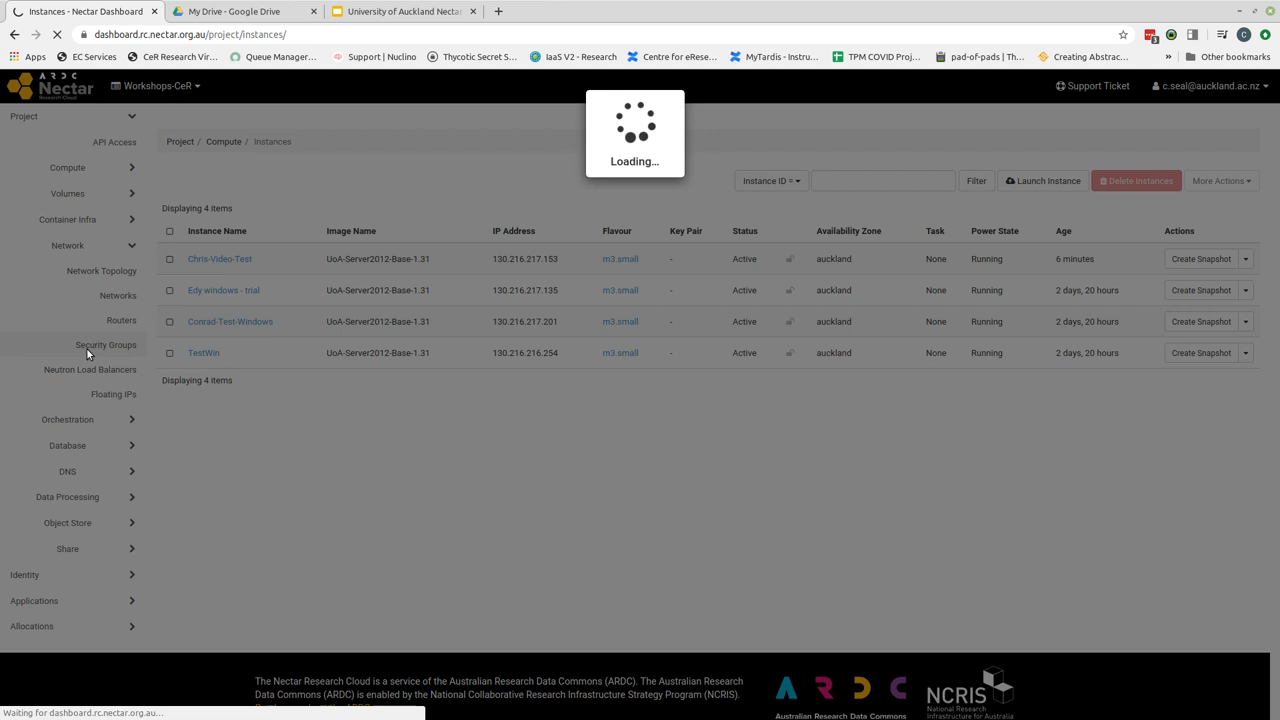 Instances - Nectar Dashboard
My Drive - Google Drive
University of Auckland Nectar
dashboard.rc.nectar.org.au/project/instances/
3
C
Apps
EC Services
CeR Research Vir...
Queue Manager...
Support | Nuclino
Thycotic Secret S...
IaaS V2 - Research
Centre for eRese...
MyTardis - Instru...
TPM COVID Proj...
pad-of-pads | Th...
Creating Abstrac...
»
Other bookmarks
ARDC
Nectar
Research Cloud
Workshops-CeR
Support Ticket
c.seal@auckland.ac.nz
Project
API Access
Compute
Volumes
Container Infra
Network
Network Topology
Networks
Routers
Security Groups
Neutron Load Balancers
Floating IPs
Orchestration
Database
DNS
Data Processing
Object Store
Share
Identity
Applications
Allocations
Project / Compute / Instances
Loading...
Instance ID =
Filter
Launch Instance
Delete Instances
More Actions
Displaying 4 items
Instance Name Image Name IP Address Flavour Key Pair Status Availability Zone Task Power State Age Actions
Chris-Video-Test UoA-Server2012-Base-1.31 130.216.217.153 m3.small - Active auckland None Running 6 minutes Create Snapshot
Edy windows - trial UoA-Server2012-Base-1.31 130.216.217.135 m3.small - Active auckland None Running 2 days, 20 hours Create Snapshot
Conrad-Test-Windows UoA-Server2012-Base-1.31 130.216.217.201 m3.small - Active auckland None Running 2 days, 20 hours Create Snapshot
TestWin UoA-Server2012-Base-1.31 130.216.216.254 m3.small - Active auckland None Running 2 days, 20 hours Create Snapshot
Displaying 4 items
The Nectar Research Cloud is a service of the Australian Research Data Commons (ARDC). The Australian Research
Data Commons (ARDC) is enabled by the National Collaborative Research Infrastructure Strategy Program (NCRIS).
ARDC
Australian Research Data Commons
NCRIS
National Research
Infrastructure for Australia
Waiting for dashboard.rc.nectar.org.au...